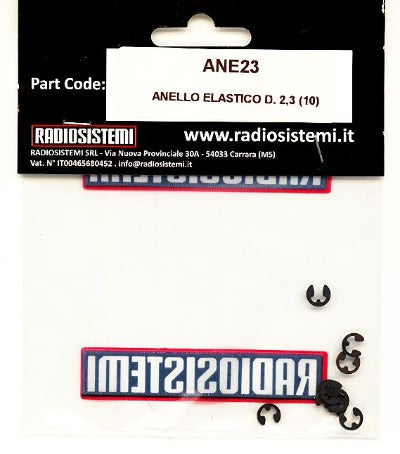 ANE23
Part Code:
ANELLO ELASTICO D. 2,3 (10)
RADIOSISTEMI
www.radiosistemi.it
RADIOSISTEMI SRL - Via Nuova Provinciale 30A - 54033 Carrara (MS)
Vat. N° IT00465680452 . info@radiosistemi.it
RADIOSISTEMI
RADIOSISTEMI